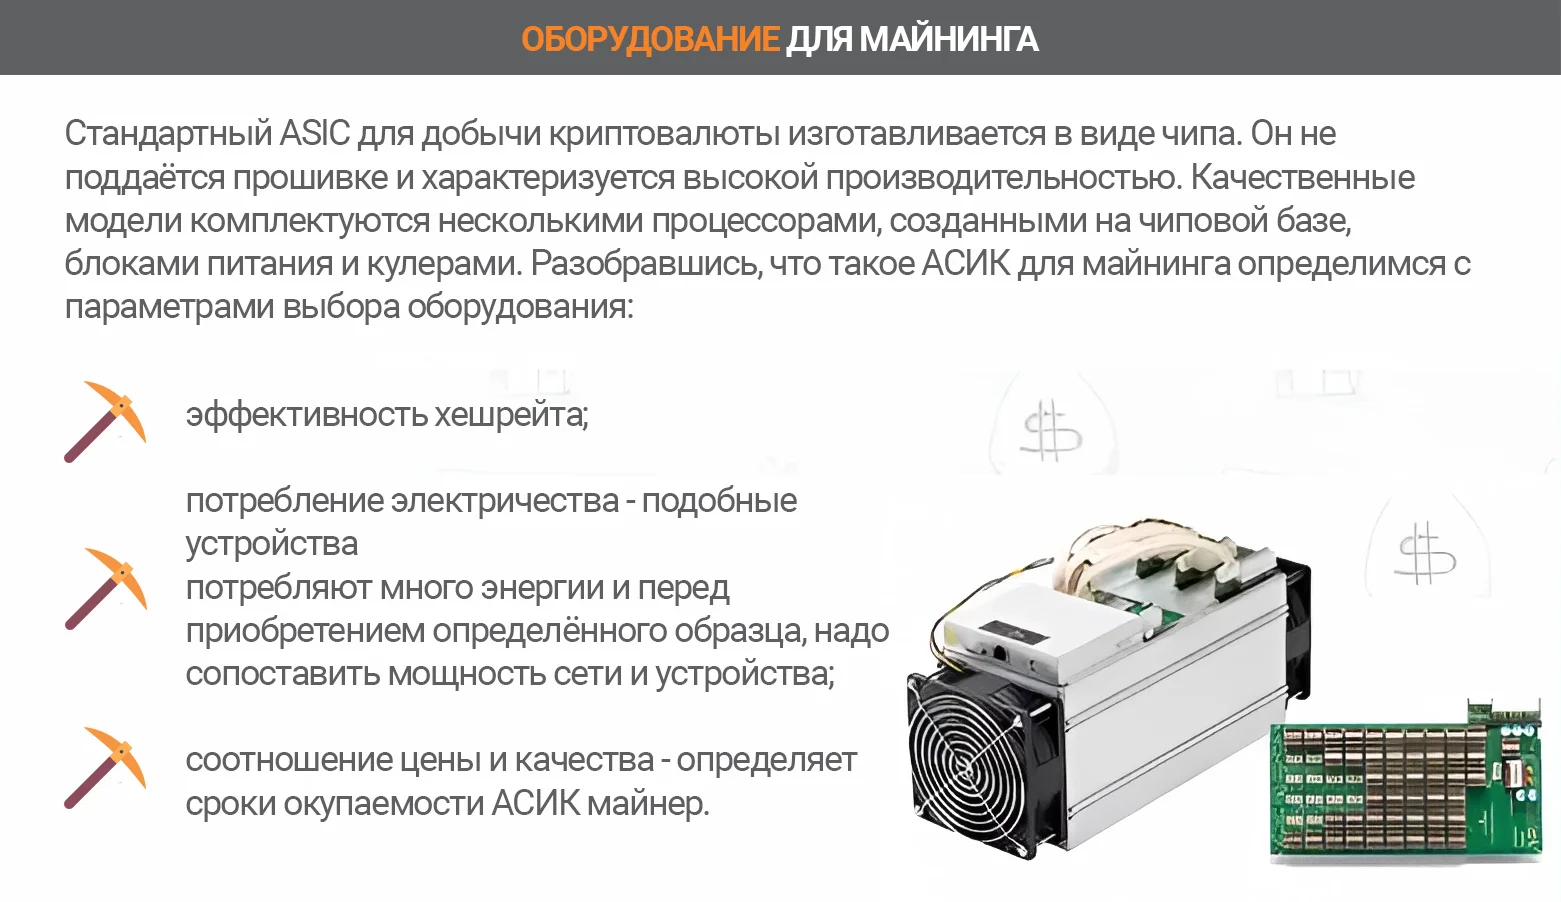 ОБОРУДОВАНИЕ ДЛЯ МАЙНИНГА
Стандартный ASIC для добычи криптовалюты изготавливается в виде чипа. Он не
поддаётся прошивке и характеризуется высокой производительностью. Качественные
модели комплектуются несколькими процессорами, созданными на чиповой базе,
блоками питания и кулерами. Разобравшись, что такое АСИК для майнинга определимся с
параметрами выбора оборудования:
эффективность хешрейта;
потребление электричества - подобные
устройства
потребляют много энергии и перед
приобретением определённого образца, надо
сопоставить мощность сети и устройства;
соотношение цены и качества - определяет
сроки окупаемости АСИК майнер.
$
$